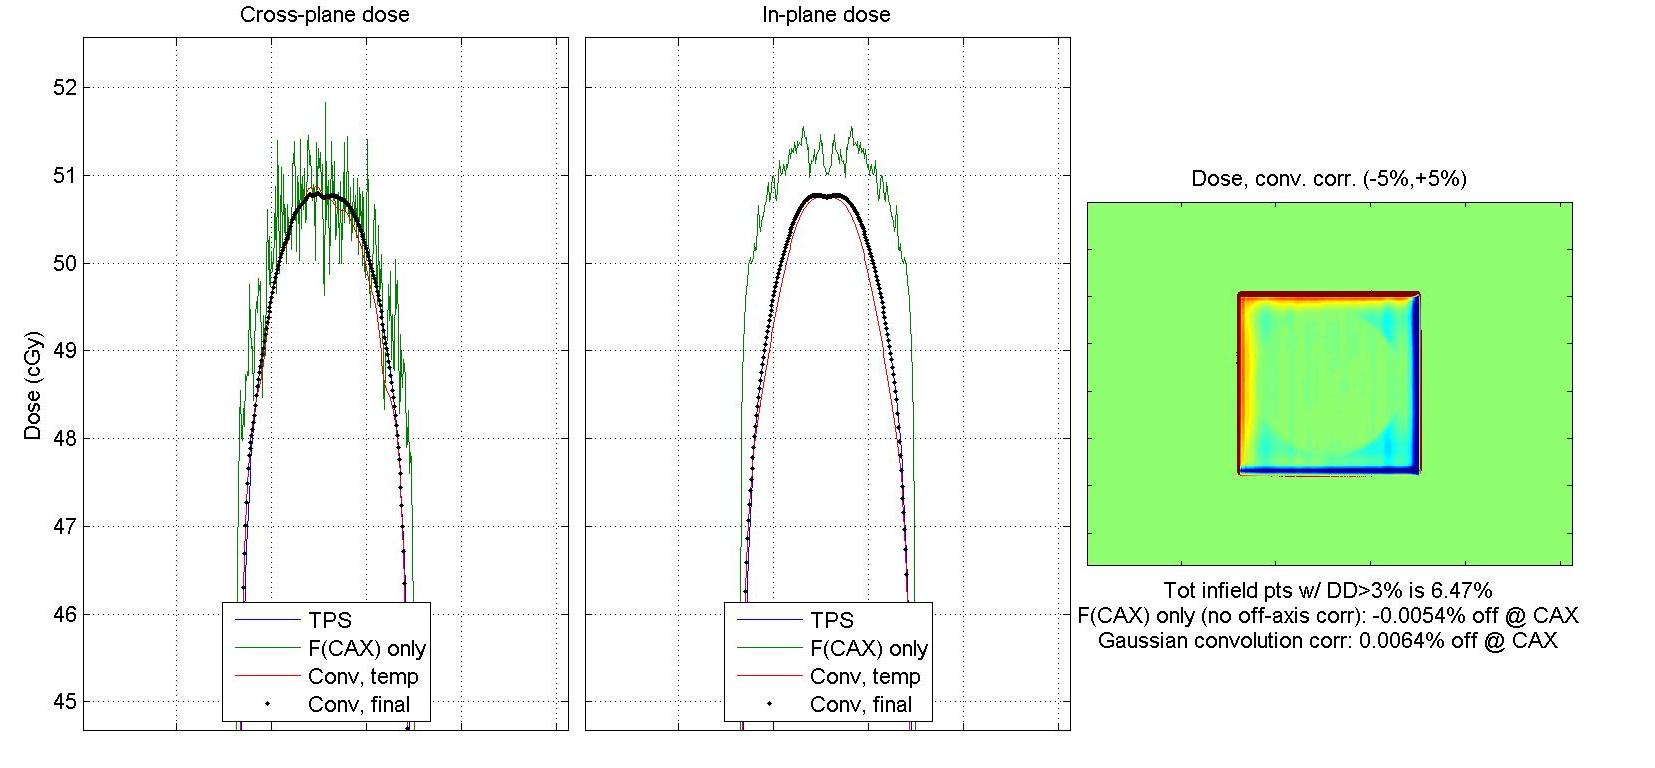 Cross-plane dose
In-plane dose
52
51
50
49
48
47
46
45
Dose (cGy)
TPS
F(CAX) only
Conv, temp
Conv, final
TPS
F(CAX) only
Conv, temp
Conv, final
Dose, conv. corr. (-5%,+5%)
Tot infield pts w/ DD>3% is 6.47%
F(CAX) only (no off-axis corr): -0.0054% off @ CAX
Gaussian convolution corr: 0.0064% off @ CAX